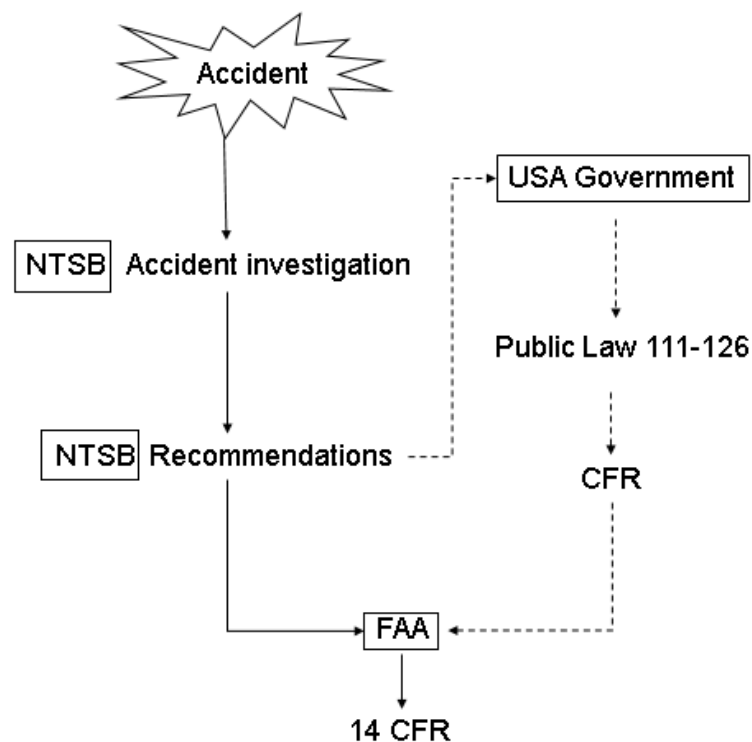 Accident
USA Government
NTSB Accident investigation
Public Law 111-126
NTSB Recommendations
CFR
FAA
14 CFR